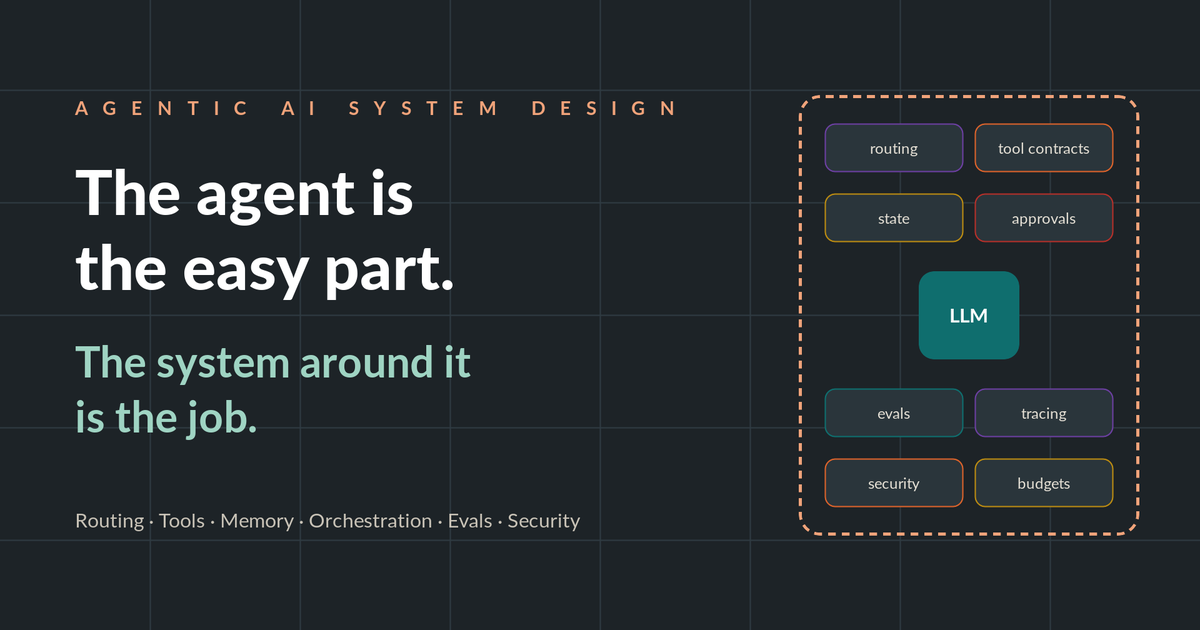 AGENTIC AI SYSTEM DESIGN
The agent is
the easy part.
The system around it
is the job.
Routing · Tools · Memory · Orchestration · Evals · Security
routing
tool contracts
state
approvals
LLM
evals
tracing
security
budgets